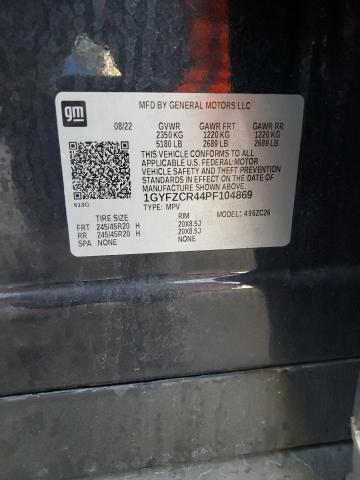 gm
MFD BY GENERAL MOTORS LLC
08/22 GVWR GAWR FRT GAWR RR
2350 KG 1220 KG 1220 KG
5180 LB 2689 LB 2689 LB
THIS VEHICLE CONFORMS TO ALL
APPLICABLE U.S. FEDERAL MOTOR
VEHICLE SAFETY, BUMPER, AND THEFT
PREVENTION STANDARDS IN EFFECT ON
THE DATE OF MANUFACTURE SHOWN ABOVE.
1GYFZCR44PF104869
618G TYPE: MPV MODEL: 496ZC26
TIRE SIZE RIM
FRT 245/45R20 H 20X8.5J
RR 245/45R20 H 20X8.5J
SPA NONE NONE